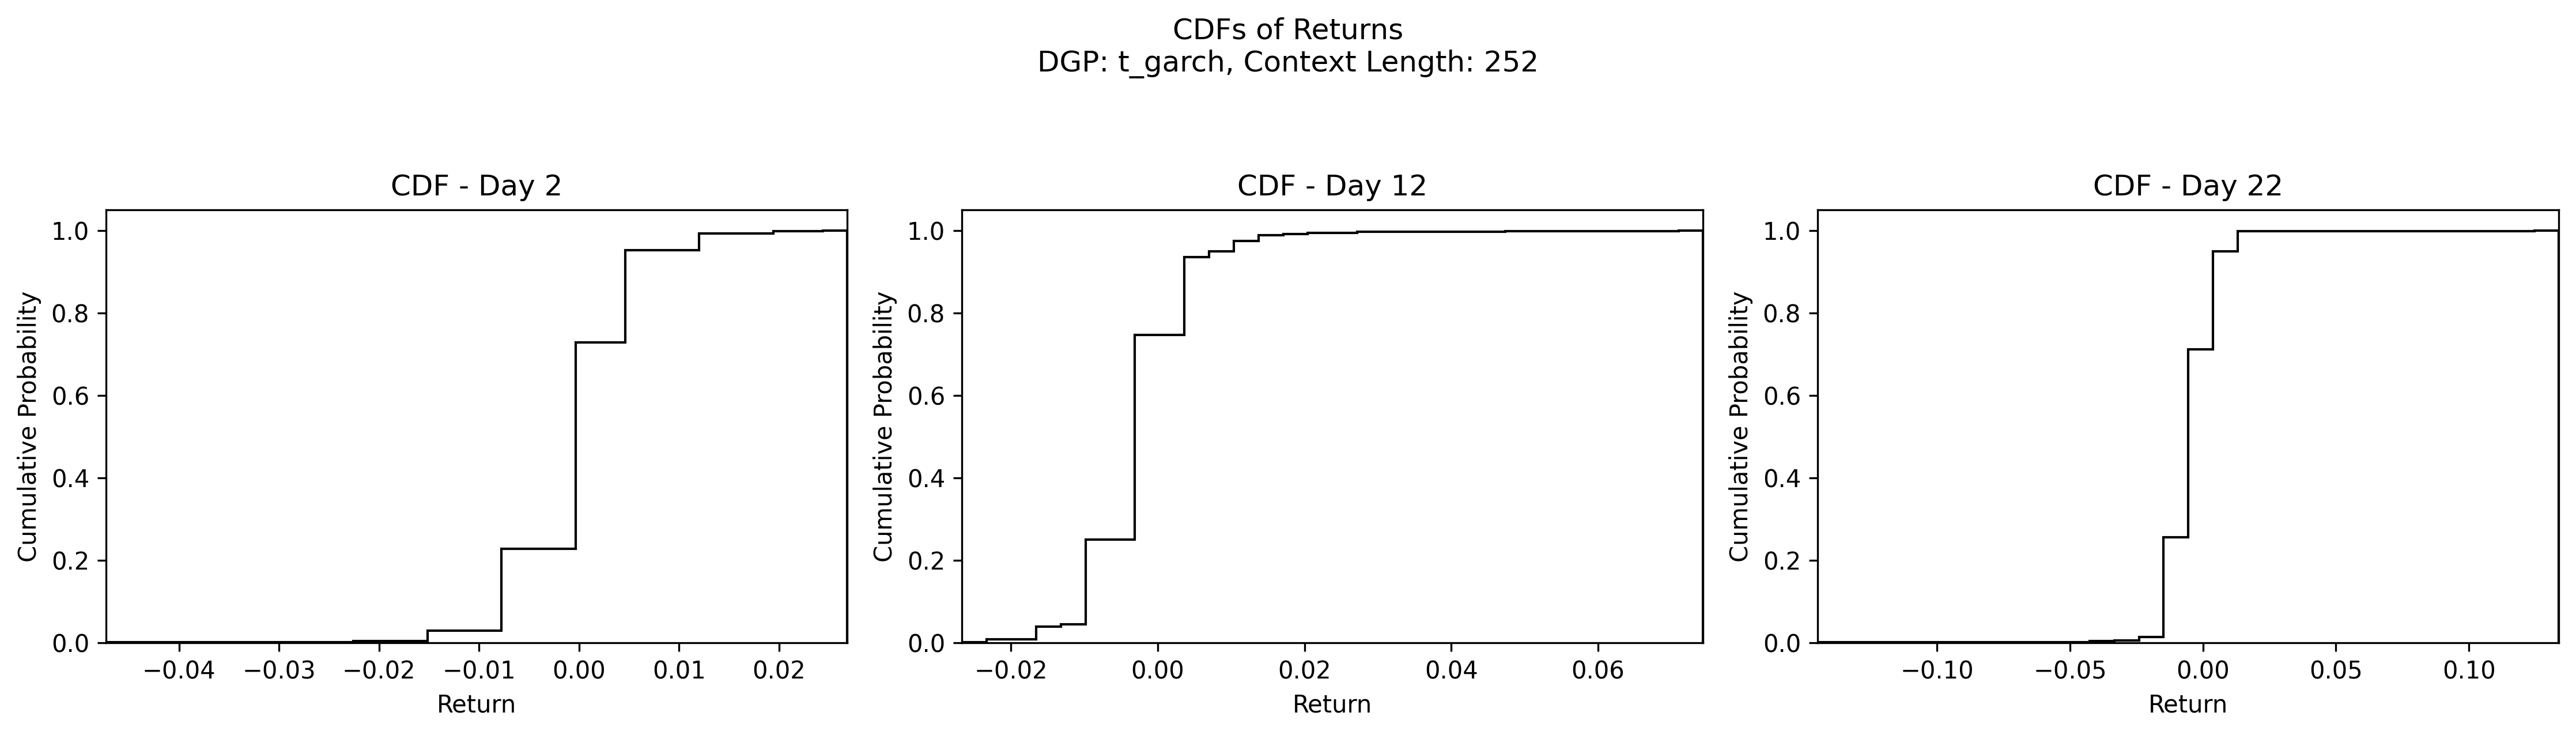 CDFs of Returns
DGP: t_garch, Context Length: 252
CDF - Day 2
1.0
0.8
0.6
0.4
0.2
0.0
Cumulative Probability
−0.04 −0.03 −0.02 −0.01 0.00 0.01 0.02
Return
CDF - Day 12
1.0
0.8
0.6
0.4
0.2
0.0
Cumulative Probability
−0.02 0.00 0.02 0.04 0.06
Return
CDF - Day 22
1.0
0.8
0.6
0.4
0.2
0.0
Cumulative Probability
−0.10 −0.05 0.00 0.05 0.10
Return